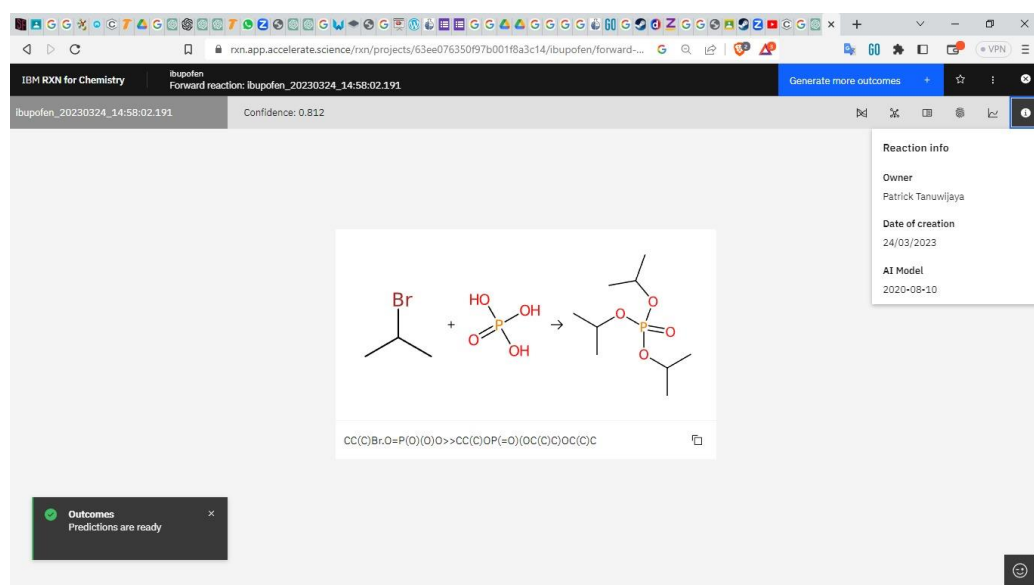 rxn.app.accelerate.science/rxn/projects/63ee076350f97b001f8a3c14/ibupofen/forward-...
VPN
IBM RXN for Chemistry
ibupofen
Forward reaction: ibupofen_20230324_14:58:02.191
Generate more outcomes +
ibupofen_20230324_14:58:02.191
Confidence: 0.812
Reaction info
Owner
Patrick Tanuwijaya
Date of creation
24/03/2023
AI Model
2020-08-10
Br
+
HO
OH
P
O
OH
→
O
O
P
O
O
CC(C)Br.O=P(O)(O)O>>CC(C)OP(=O)(OC(C)C)OC(C)C
Outcomes
Predictions are ready